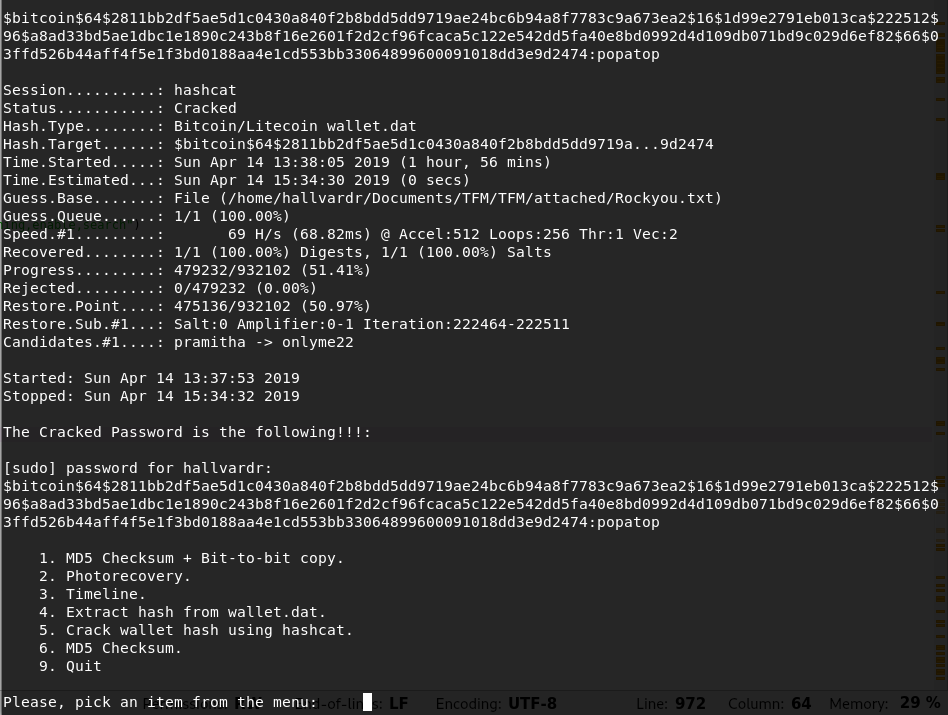 $bitcoin$64$2811bb2df5ae5d1c0430a840f2b8bdd5dd9719ae24bc6b94a8f7783c9a673ea2$16$1d99e2791eb013ca$222512$
96$a8ad33bd5ae1dbc1e1890c243b8f16e2601f2d2cf96fcaca5c122e542dd5fa40e8bd0992d4d109db071bd9c029d6ef82$66$0
3ffd526b44aff4f5e1f3bd0188aa4e1cd553bb33064899600091018dd3e9d2474:popatop
Session..........: hashcat
Status...........: Cracked
Hash.Type........: Bitcoin/Litecoin wallet.dat
Hash.Target......: $bitcoin$64$2811bb2df5ae5d1c0430a840f2b8bdd5dd9719a...9d2474
Time.Started.....: Sun Apr 14 13:38:05 2019 (1 hour, 56 mins)
Time.Estimated...: Sun Apr 14 15:34:30 2019 (0 secs)
Guess.Base.......: File (/home/hallvardr/Documents/TFM/TFM/attached/Rockyou.txt)
Guess.Queue......: 1/1 (100.00%)
Speed.#1.........:       69 H/s (68.82ms) @ Accel:512 Loops:256 Thr:1 Vec:2
Recovered........: 1/1 (100.00%) Digests, 1/1 (100.00%) Salts
Progress.........: 479232/932102 (51.41%)
Rejected.........: 0/479232 (0.00%)
Restore.Point....: 475136/932102 (50.97%)
Restore.Sub.#1...: Salt:0 Amplifier:0-1 Iteration:222464-222511
Candidates.#1....: pramitha -> onlyme22
Started: Sun Apr 14 13:37:53 2019
Stopped: Sun Apr 14 15:34:32 2019
The Cracked Password is the following!!!:
[sudo] password for hallvardr:
$bitcoin$64$2811bb2df5ae5d1c0430a840f2b8bdd5dd9719ae24bc6b94a8f7783c9a673ea2$16$1d99e2791eb013ca$222512$
96$a8ad33bd5ae1dbc1e1890c243b8f16e2601f2d2cf96fcaca5c122e542dd5fa40e8bd0992d4d109db071bd9c029d6ef82$66$0
3ffd526b44aff4f5e1f3bd0188aa4e1cd553bb33064899600091018dd3e9d2474:popatop
1. MD5 Checksum + Bit-to-bit copy.
2. Photorecovery.
3. Timeline.
4. Extract hash from wallet.dat.
5. Crack wallet hash using hashcat.
6. MD5 Checksum.
9. Quit
Please, pick an item from the menu:
LF Encoding: UTF-8 Line: 972 Column: 64 Memory: 29 %